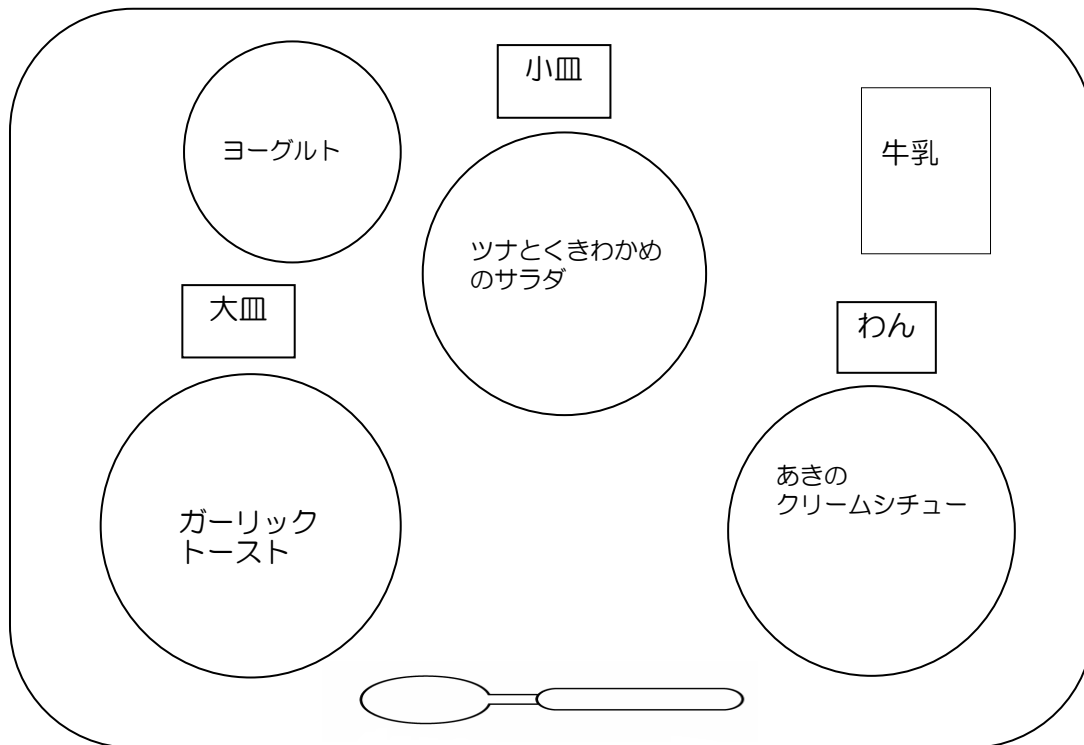 小皿
ヨーグルト
牛乳
ツナとくきわかめ
のサラダ
大皿
わん
あきの
クリームシチュー
ガーリック
トースト